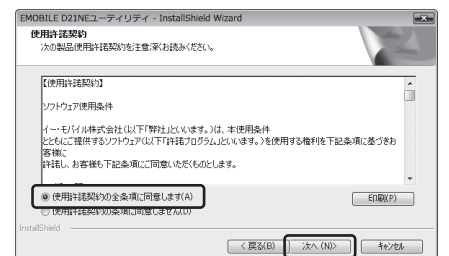 EMOBILE D21NEユーティリティ - InstallShield Wizard
使用許諾契約
次の製品使用許諾契約を注意深くお読みください。
【使用許諾契約】
ソフトウェア使用条件
イー・モバイル株式会社（以下「弊社」といいます。）は、本使用条件
とともにご提供するソフトウェア（以下「許諾プログラム」といいます。）を使用する権利を下記条項に基づきお
客様に
許諾し、お客様も下記条項にご同意いただくものとします。
使用許諾契約の全条項に同意します(A)
印刷(P)
使用許諾契約の条項に同意しません(D)
InstallShield
< 戻る(B)
次へ (N)>
キャンセル